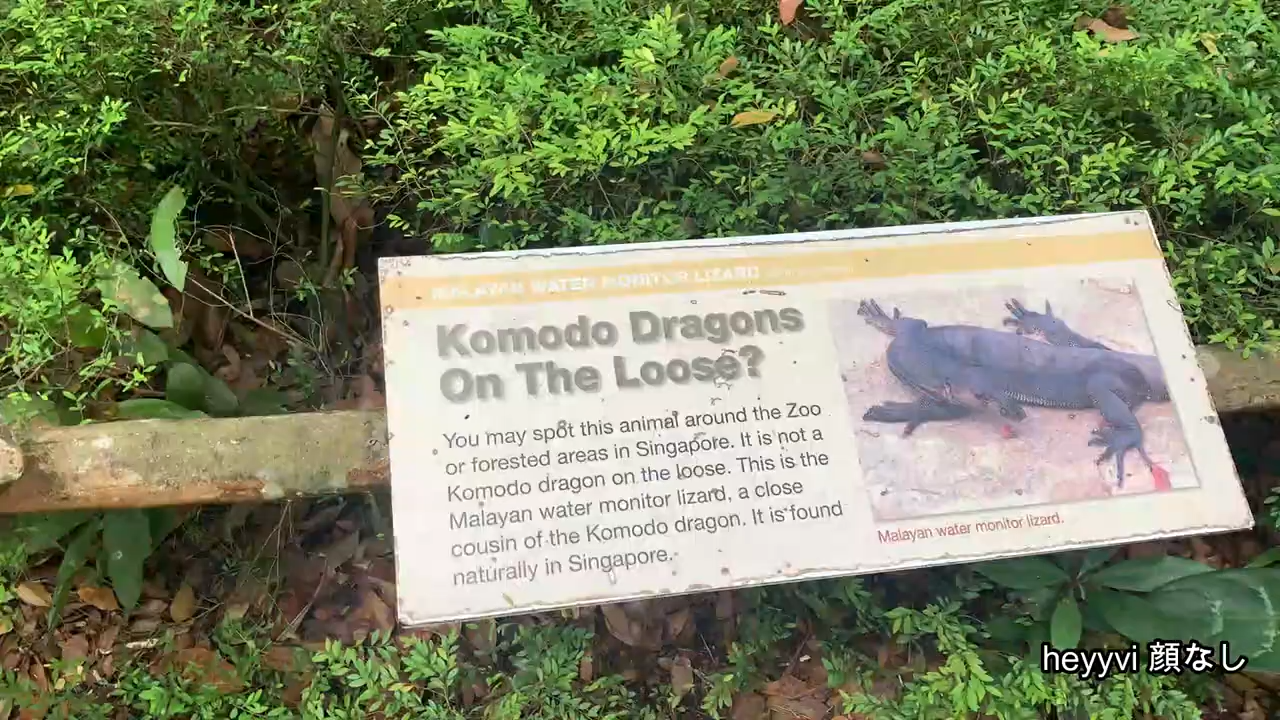 MALAYAN WATER MONITOR LIZARD
Komodo Dragons
On The Loose?
You may spot this animal around the Zoo
or forested areas in Singapore. It is not a
Komodo dragon on the loose. This is the
Malayan water monitor lizard, a close
cousin of the Komodo dragon. It is found
naturally in Singapore.
Malayan water monitor lizard.
heyyvi 顔なし